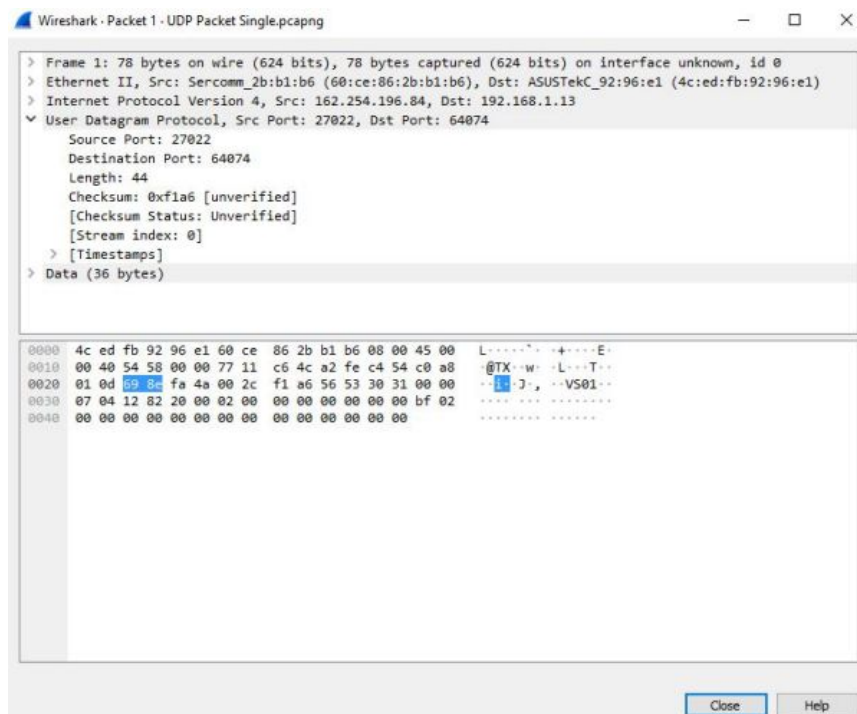 Wireshark · Packet 1 · UDP Packet Single.pcapng
> Frame 1: 78 bytes on wire (624 bits), 78 bytes captured (624 bits) on interface unknown, id 0
> Ethernet II, Src: Sercomm_2b:b1:b6 (60:ce:86:2b:b1:b6), Dst: ASUSTekC_92:96:e1 (4c:ed:fb:92:96:e1)
> Internet Protocol Version 4, Src: 162.254.196.84, Dst: 192.168.1.13
User Datagram Protocol, Src Port: 27022, Dst Port: 64074
Source Port: 27022
Destination Port: 64074
Length: 44
Checksum: 0xf1a6 [unverified]
[Checksum Status: Unverified]
[Stream index: 0]
> [Timestamps]
> Data (36 bytes)
0000 4c ed fb 92 96 e1 60 ce 86 2b b1 b6 08 00 45 00 L·····`· ·+····E·
0010 00 40 54 58 00 00 77 11 c6 4c a2 fe c4 54 c0 a8 ·@TX··w· ·L···T··
0020 01 0d 69 8e fa 4a 00 2c f1 a6 56 53 30 31 00 00 ··i··J·, ··VS01··
0030 07 04 12 82 20 00 02 00 00 00 00 00 00 00 bf 02 ···· ··· ········
0040 00 00 00 00 00 00 00 00 00 00 00 00 00 00 ········ ······
Close Help